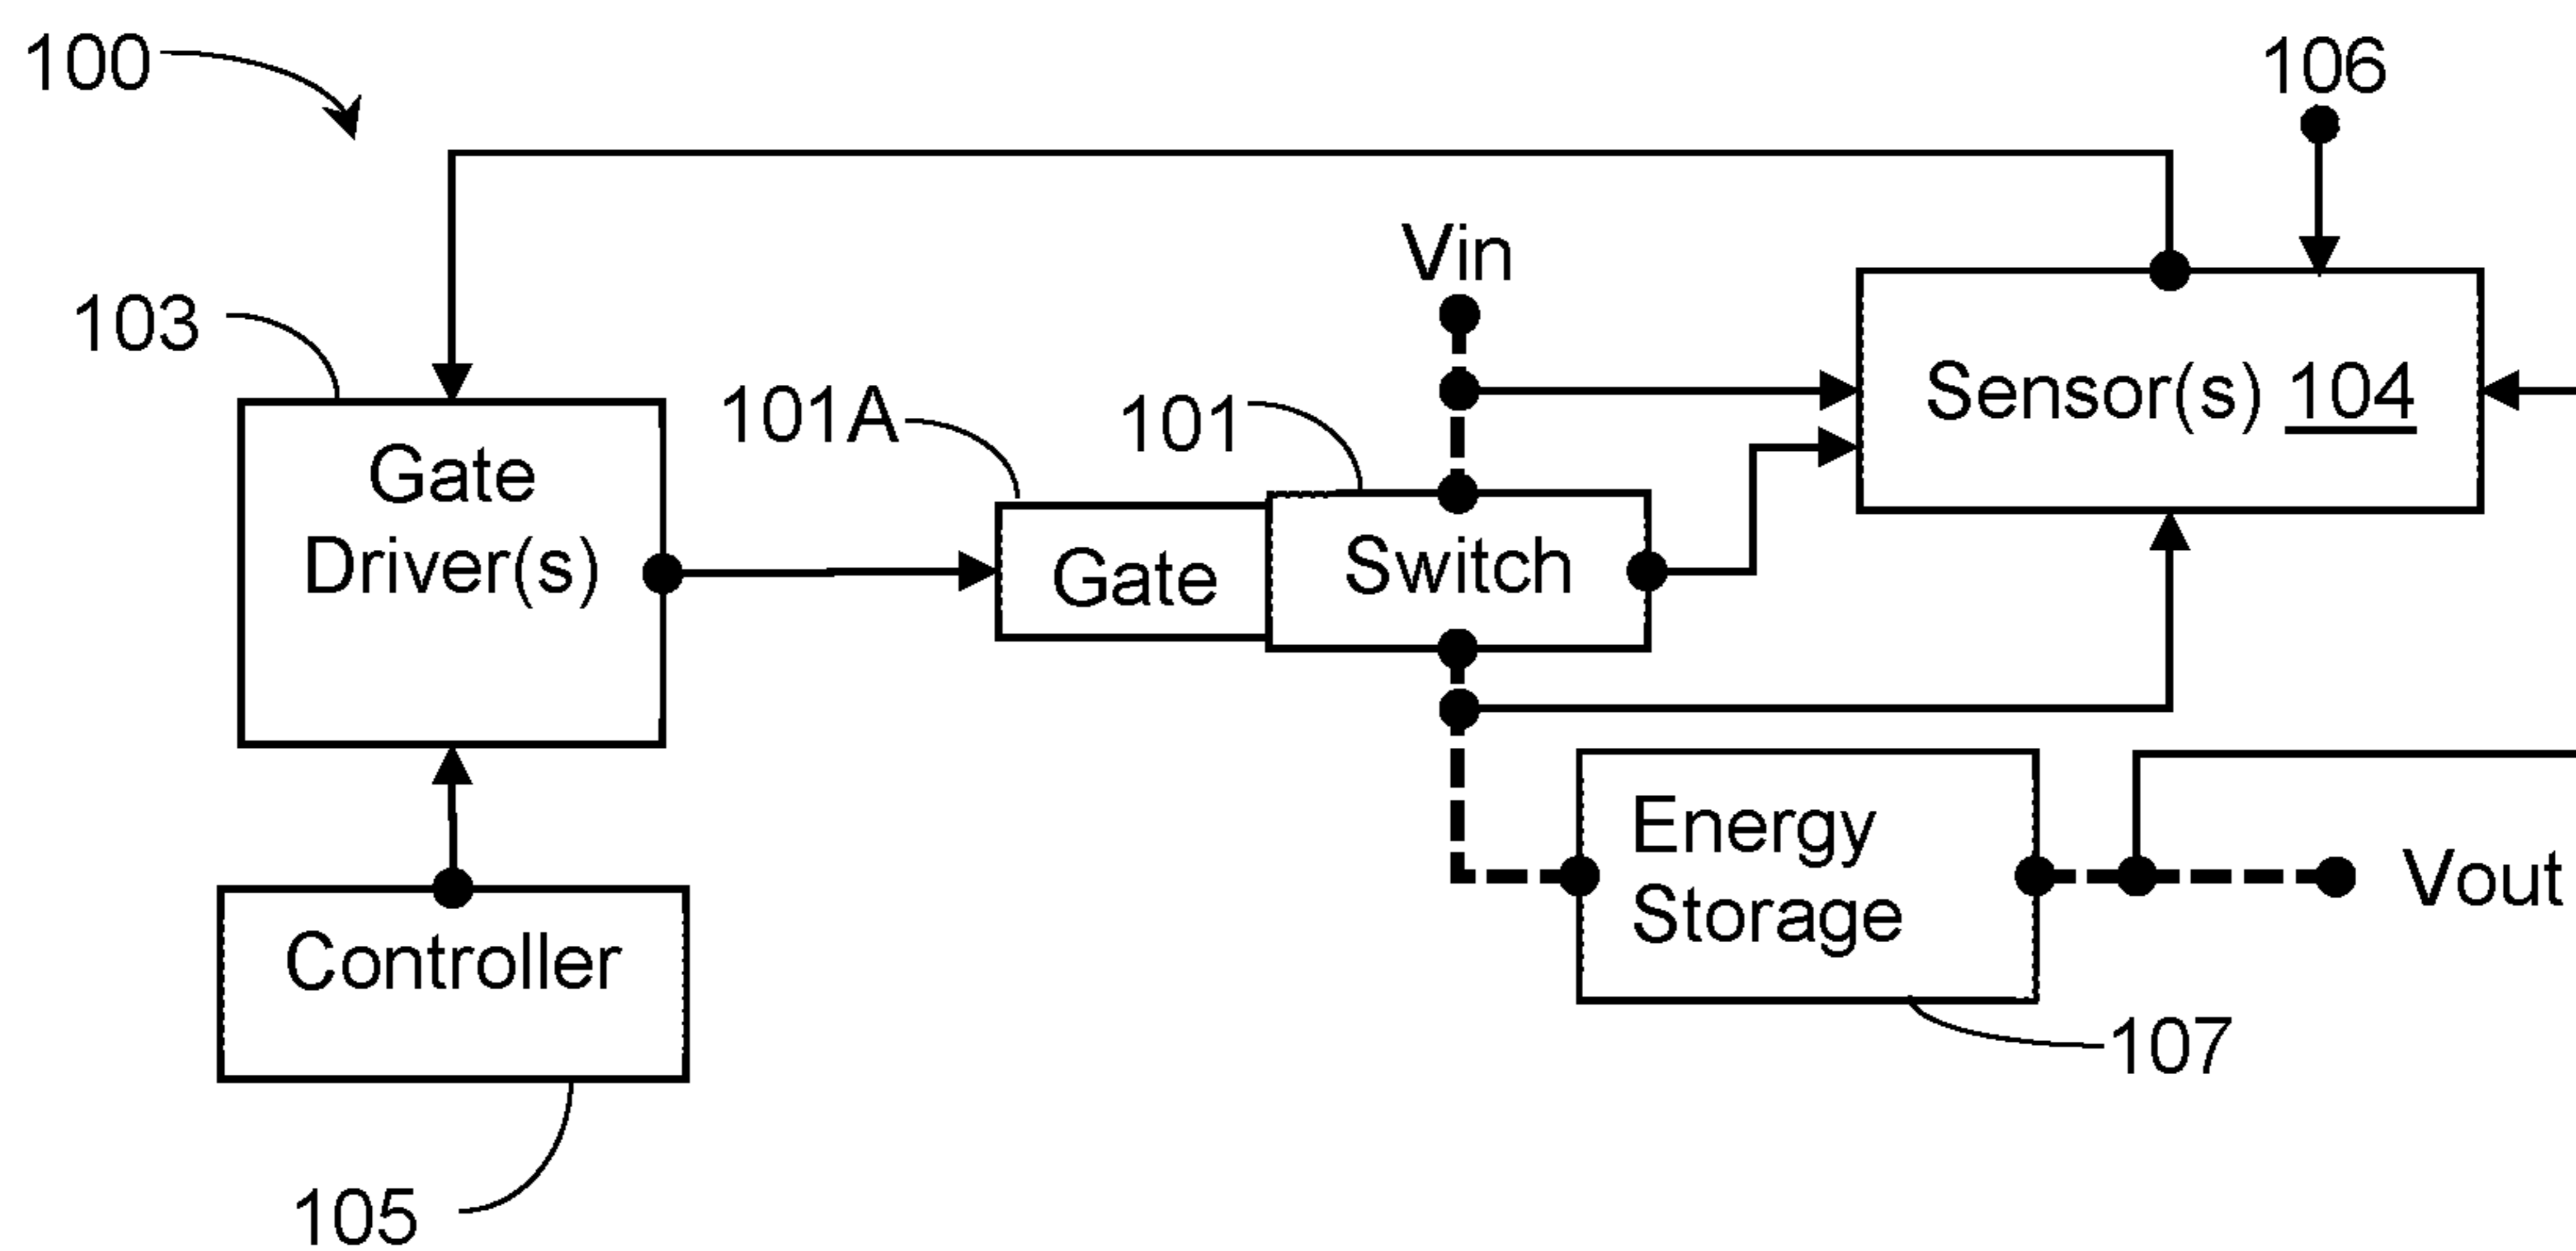 100
106
Vin
103
101A
101
Sensor(s) 104
Gate
Driver(s)
Gate
Switch
Energy
Storage
Vout
Controller
107
105